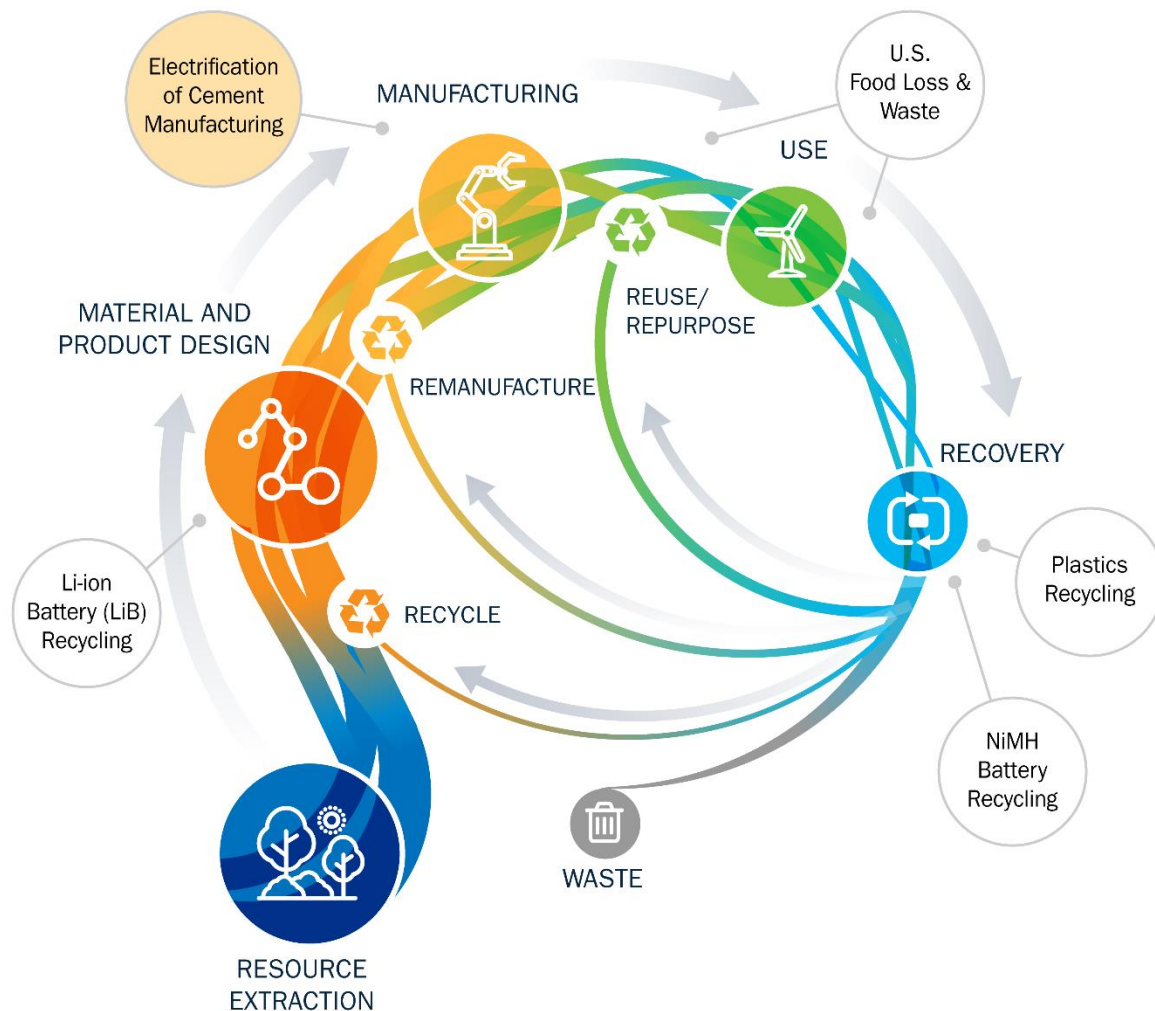 Electrification
of Cement
Manufacturing
MANUFACTURING
U.S.
Food Loss &
Waste
USE
MATERIAL AND
PRODUCT DESIGN
REUSE/
REPURPOSE
REMANUFACTURE
RECOVERY
Li-ion
Battery (LiB)
Recycling
RECYCLE
Plastics
Recycling
NiMH
Battery
Recycling
WASTE
RESOURCE
EXTRACTION